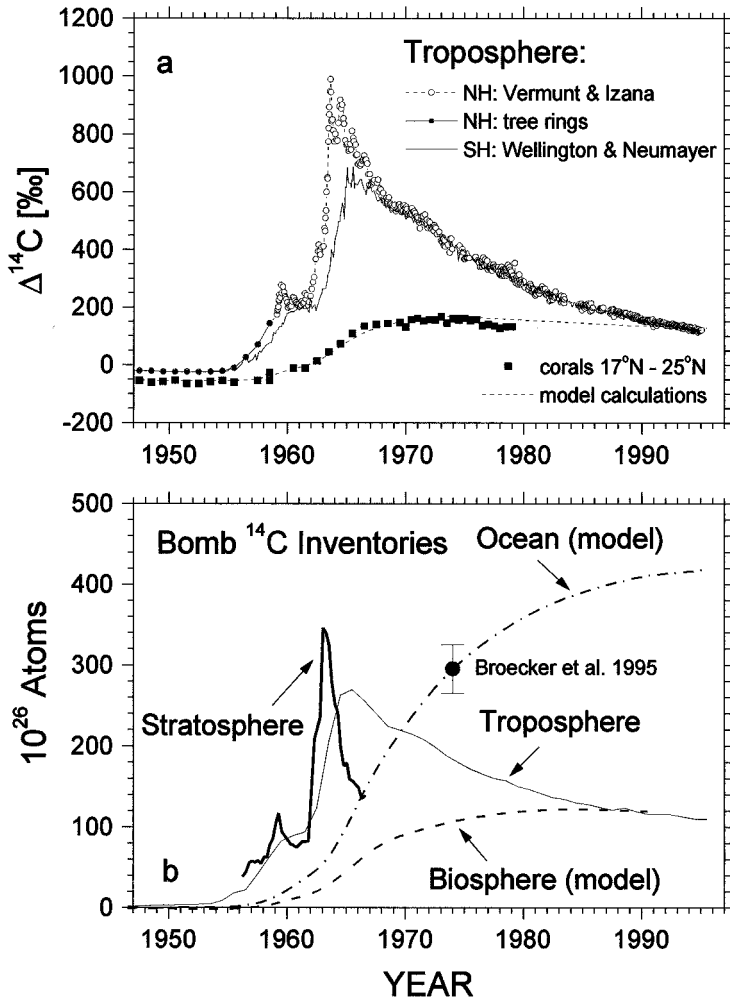 1200
1000
800
600
400
200
0
-200
Δ¹⁴C [‰]
a
Troposphere:
NH: Vermunt & Izana
NH: tree rings
SH: Wellington & Neumayer
corals 17°N - 25°N
model calculations
1950 1960 1970 1980 1990
500
400
300
200
100
0
10²⁶ Atoms
Bomb ¹⁴C Inventories
Ocean (model)
Broecker et al. 1995
Stratosphere
Troposphere
b
Biosphere (model)
1950 1960 1970 1980 1990
YEAR